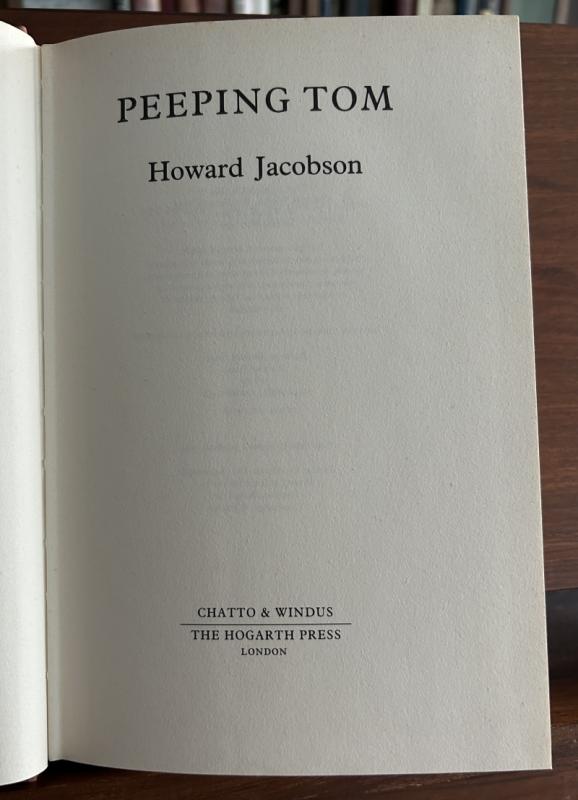 PEEPING TOM
Howard Jacobson
CHATTO & WINDUS
THE HOGARTH PRESS
LONDON